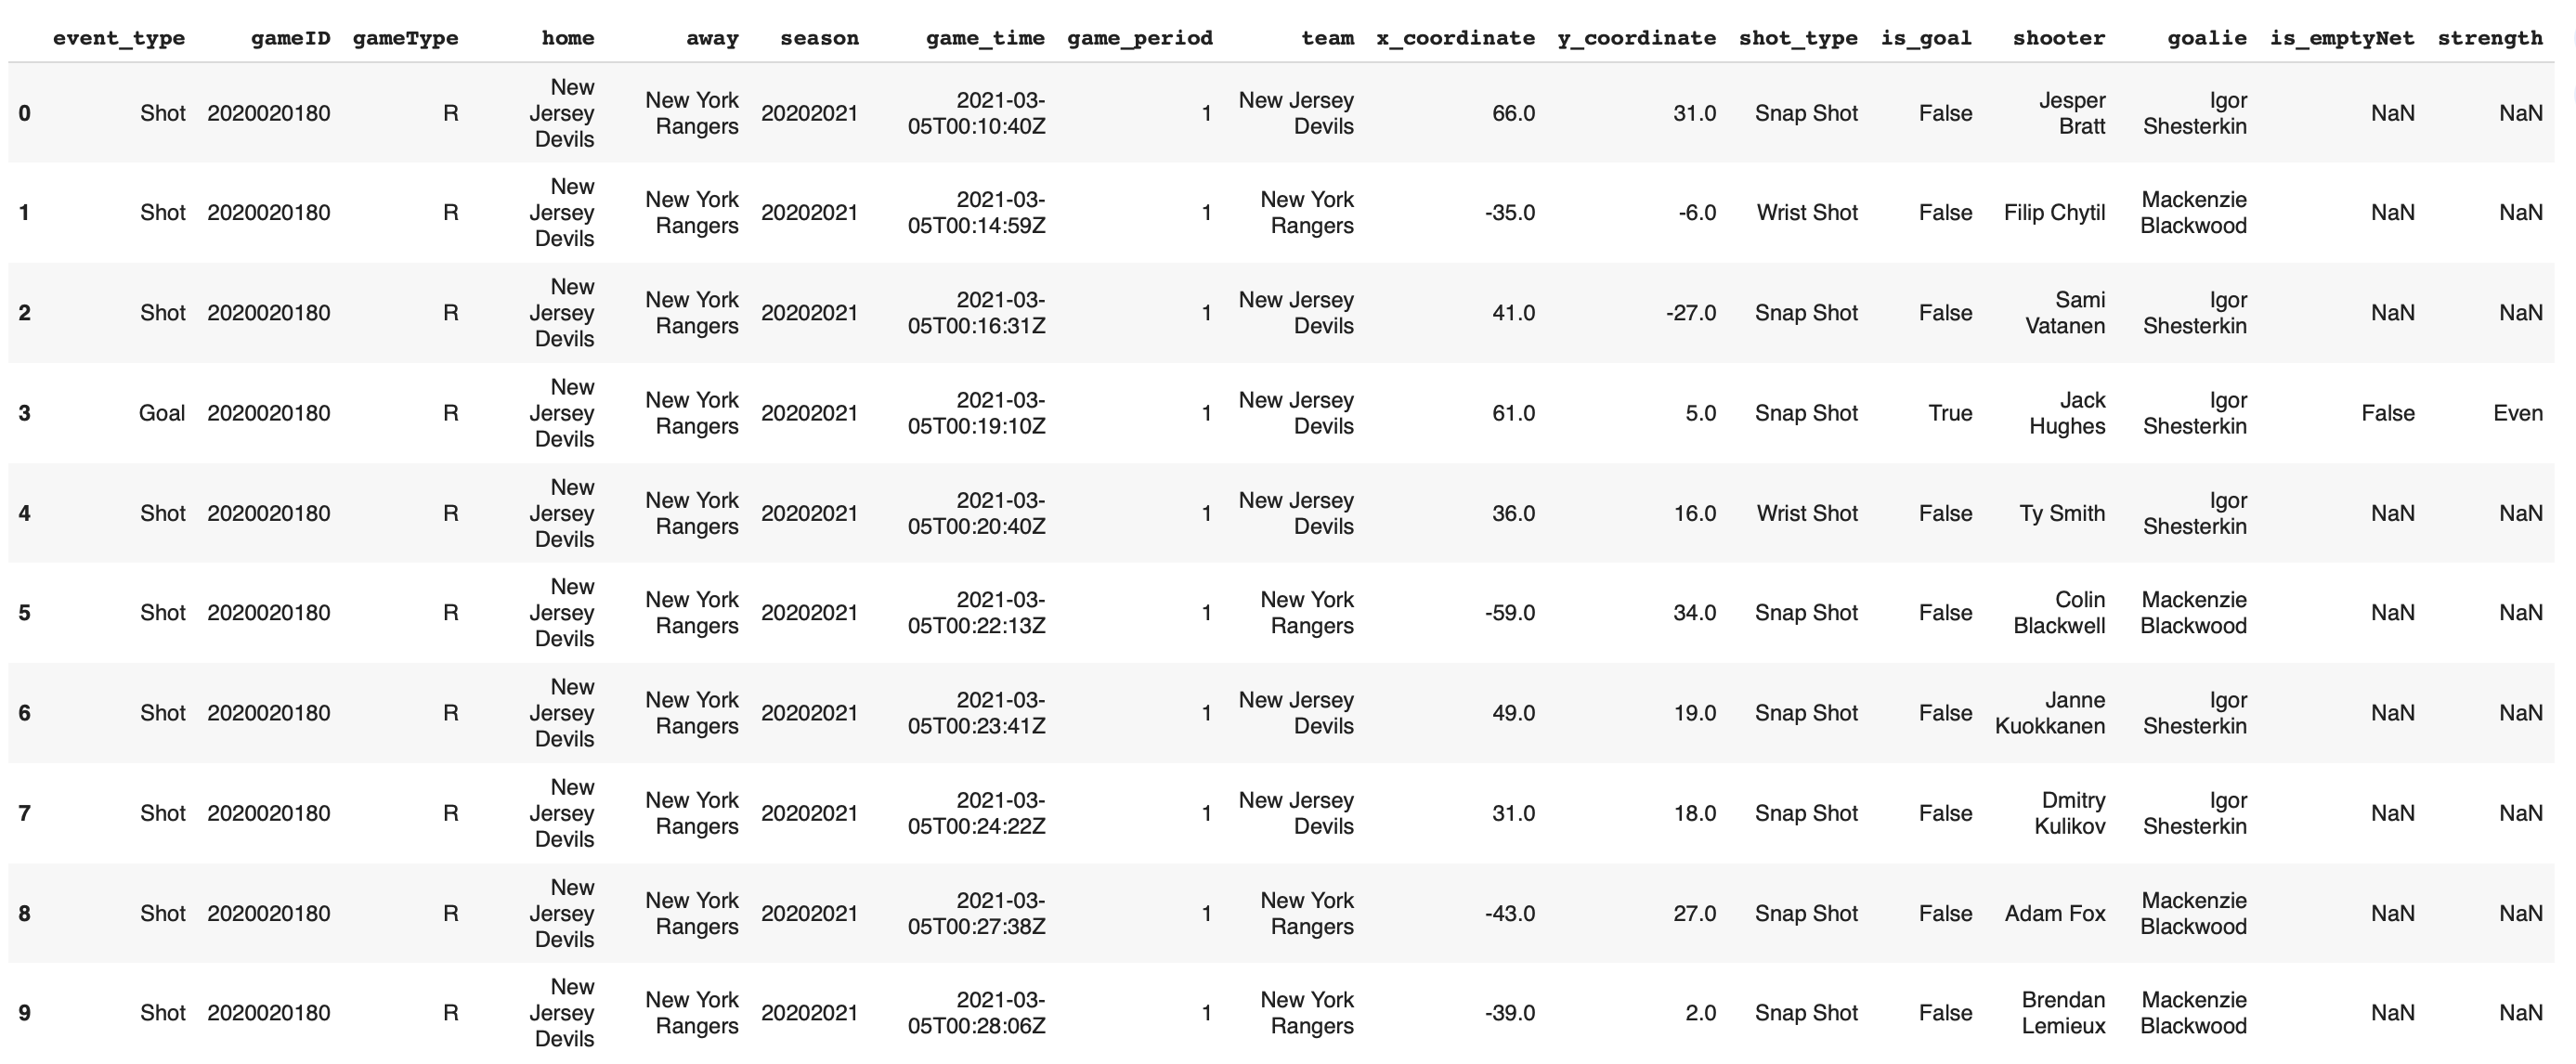 event_type gameID gameType home away season game_time game_period team x_coordinate y_coordinate shot_type is_goal shooter goalie is_emptyNet strength
0 Shot 2020020180 R New Jersey Devils New York Rangers 20202021 2021-03-05T00:10:40Z 1 New Jersey Devils 66.0 31.0 Snap Shot False Jesper Bratt Igor Shesterkin NaN NaN
1 Shot 2020020180 R New Jersey Devils New York Rangers 20202021 2021-03-05T00:14:59Z 1 New York Rangers -35.0 -6.0 Wrist Shot False Filip Chytil Mackenzie Blackwood NaN NaN
2 Shot 2020020180 R New Jersey Devils New York Rangers 20202021 2021-03-05T00:16:31Z 1 New Jersey Devils 41.0 -27.0 Snap Shot False Sami Vatanen Igor Shesterkin NaN NaN
3 Goal 2020020180 R New Jersey Devils New York Rangers 20202021 2021-03-05T00:19:10Z 1 New Jersey Devils 61.0 5.0 Snap Shot True Jack Hughes Igor Shesterkin False Even
4 Shot 2020020180 R New Jersey Devils New York Rangers 20202021 2021-03-05T00:20:40Z 1 New Jersey Devils 36.0 16.0 Wrist Shot False Ty Smith Igor Shesterkin NaN NaN
5 Shot 2020020180 R New Jersey Devils New York Rangers 20202021 2021-03-05T00:22:13Z 1 New York Rangers -59.0 34.0 Snap Shot False Colin Blackwell Mackenzie Blackwood NaN NaN
6 Shot 2020020180 R New Jersey Devils New York Rangers 20202021 2021-03-05T00:23:41Z 1 New Jersey Devils 49.0 19.0 Snap Shot False Janne Kuokkanen Igor Shesterkin NaN NaN
7 Shot 2020020180 R New Jersey Devils New York Rangers 20202021 2021-03-05T00:24:22Z 1 New Jersey Devils 31.0 18.0 Snap Shot False Dmitry Kulikov Igor Shesterkin NaN NaN
8 Shot 2020020180 R New Jersey Devils New York Rangers 20202021 2021-03-05T00:27:38Z 1 New York Rangers -43.0 27.0 Snap Shot False Adam Fox Mackenzie Blackwood NaN NaN
9 Shot 2020020180 R New Jersey Devils New York Rangers 20202021 2021-03-05T00:28:06Z 1 New York Rangers -39.0 2.0 Snap Shot False Brendan Lemieux Mackenzie Blackwood NaN NaN